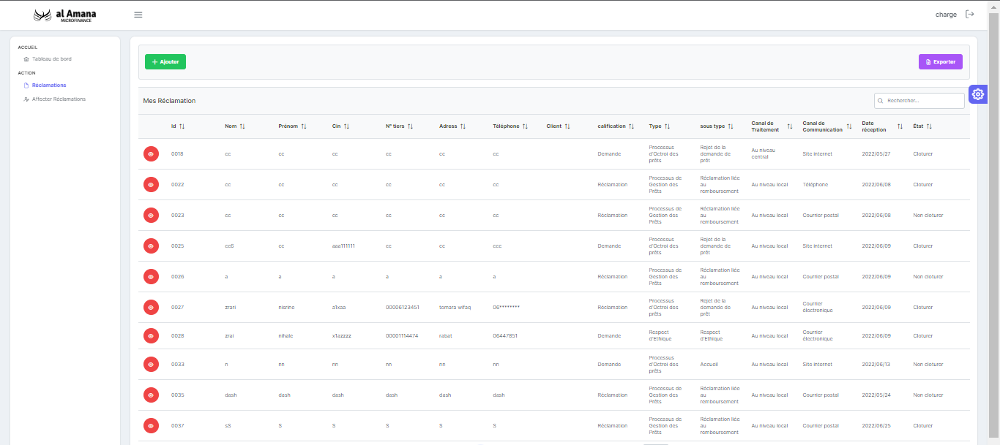 al Amana
MICROFINANCE
charge
ACCUEIL
Tableau de bord
ACTION
Réclamations
Affecter Réclamations
Ajouter
Exporter
Mes Réclamation
Rechercher...
Id Nom Prénom Cin N° tiers Adress Téléphone Client calification Type sous type Canal de Traitement Canal de Communication Date réception État
0018 cc cc cc cc cc cc Demande Processus d'Octroi des prêts Rejet de la demande de prêt Au niveau central Site internet 2022/05/27 Cloturer
0022 cc cc cc cc cc cc Réclamation Processus de Gestion des Prêts Réclamation liée au remboursement Au niveau local Téléphone 2022/06/08 Cloturer
0023 cc cc cc cc cc cc Réclamation Processus de Gestion des Prêts Réclamation liée au remboursement Au niveau local Courrier postal 2022/06/08 Non cloturer
0025 cc6 cc aaa111111 cc cc ccc Demande Processus d'Octroi des prêts Rejet de la demande de prêt Au niveau local Site internet 2022/06/09 Cloturer
0026 a a a a a a Réclamation Processus de Gestion des Prêts Réclamation liée au remboursement Au niveau local Courrier postal 2022/06/09 Non cloturer
0027 zrari nisrine a1xaa 00006123451 temara wifaq 06******** Réclamation Processus d'Octroi des prêts Rejet de la demande de prêt Au niveau local Courrier électronique 2022/06/09 Cloturer
0028 zrai nihale x1azzzz 00001114474 rabat 06447851 Demande Respect d'Ethique Respect d'Ethique Au niveau local Courrier électronique 2022/06/09 Cloturer
0033 n nn nn nn nn nn Demande Processus d'Octroi des prêts Accueil Au niveau local Site internet 2022/06/13 Non cloturer
0035 dash dash dash dash dash dash Réclamation Processus de Gestion des Prêts Réclamation liée au remboursement Au niveau local Courrier postal 2022/05/24 Non cloturer
0037 sS S S S S S Réclamation Processus de Gestion des Prêts Réclamation liée au remboursement Au niveau local Courrier postal 2022/06/25 Cloturer